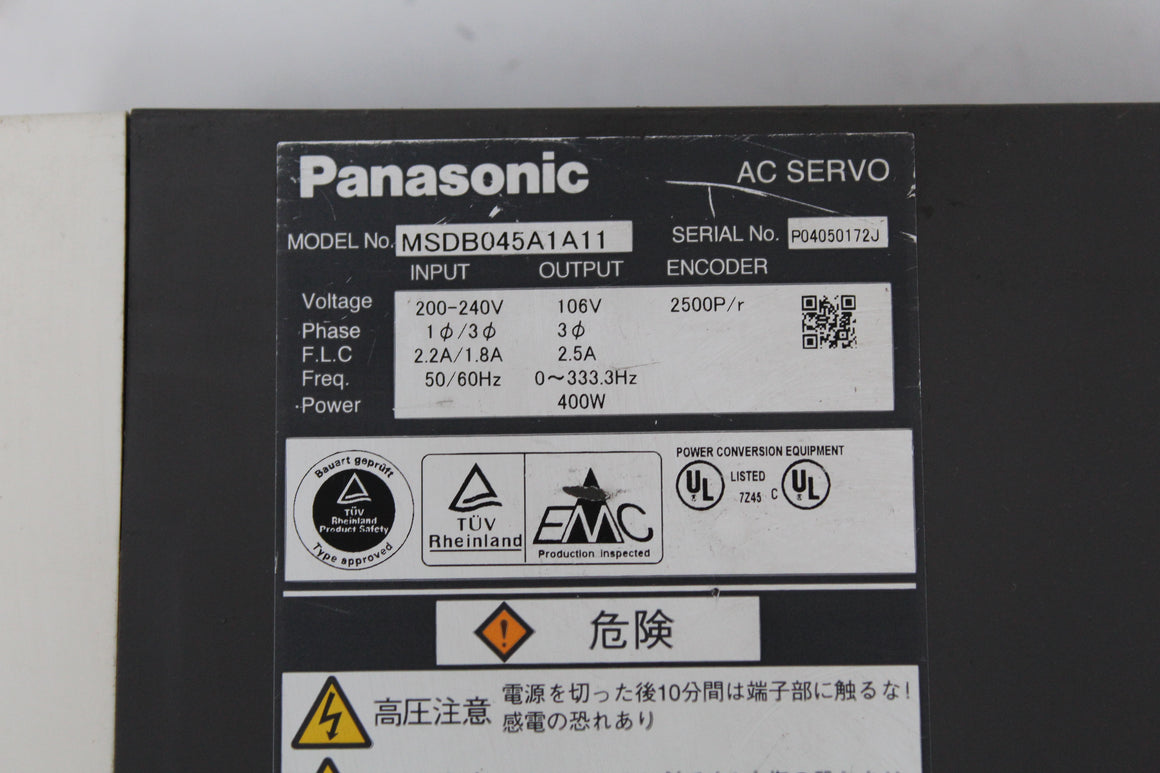 Panasonic AC SERVO
MODEL No. MSDB045A1A11 SERIAL No. P04050172J
INPUT OUTPUT ENCODER
Voltage 200-240V 106V 2500P/r
Phase 1φ/3φ 3φ
F.L.C 2.2A/1.8A 2.5A
Freq. 50/60Hz 0~333.3Hz
Power 400W
Bauart geprüft
TÜV
Rheinland
Product Safety
Type approved
TÜV
Rheinland
EMC
Production inspected
POWER CONVERSION EQUIPMENT
UL LISTED C UL
7Z45
危険
高圧注意
電源を切った後10分間は端子部に触るな!
感電の恐れあり